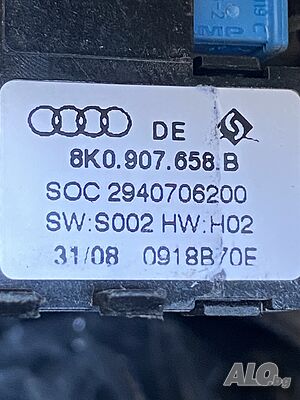 DE
8K0.907.658.B
SOC 2940706200
SW:S002 HW:H02
31/08 0918B70E
ALO.bg